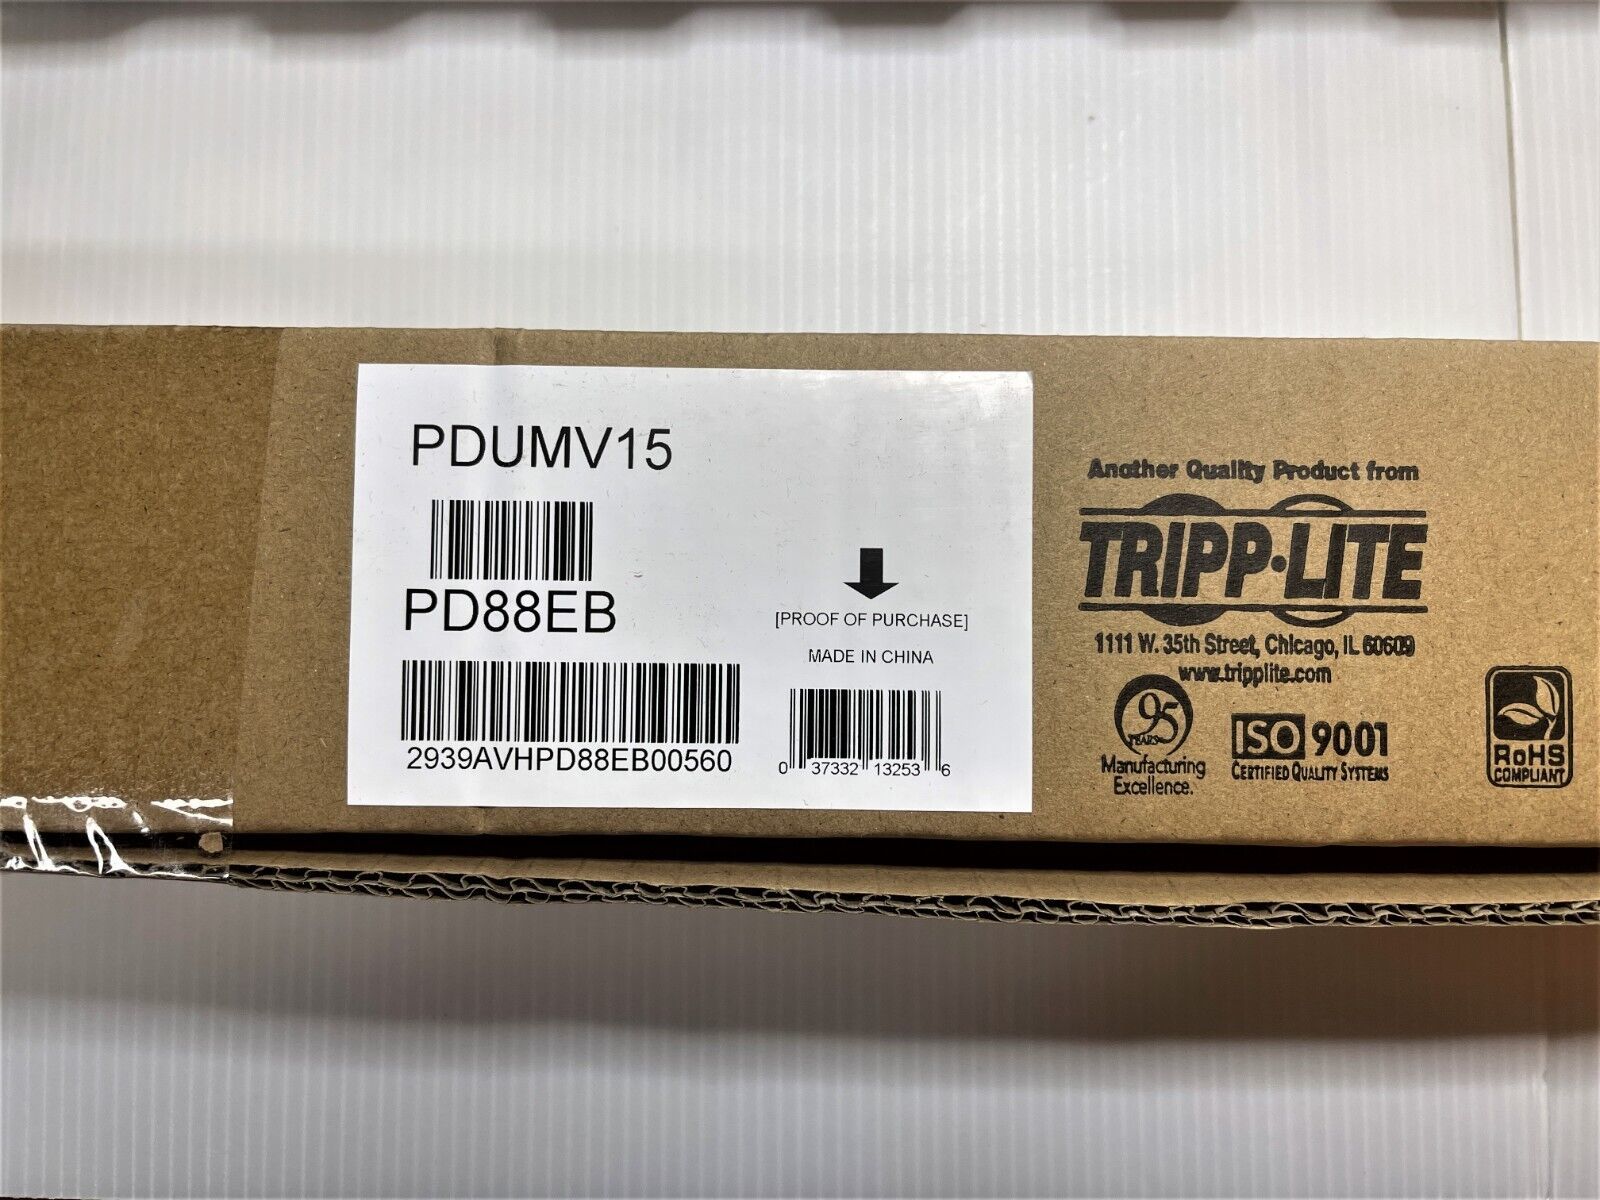 PDUMV15
PD88EB
2939AVHPD88EB00560
[PROOF OF PURCHASE]
MADE IN CHINA
0 37332 13253 6
Another Quality Product from
TRIPP·LITE
1111 W. 35th Street, Chicago, IL 60609
www.tripplite.com
95
YEARS
Manufacturing
Excellence.
ISO 9001
CERTIFIED QUALITY SYSTEMS
RoHS
COMPLIANT